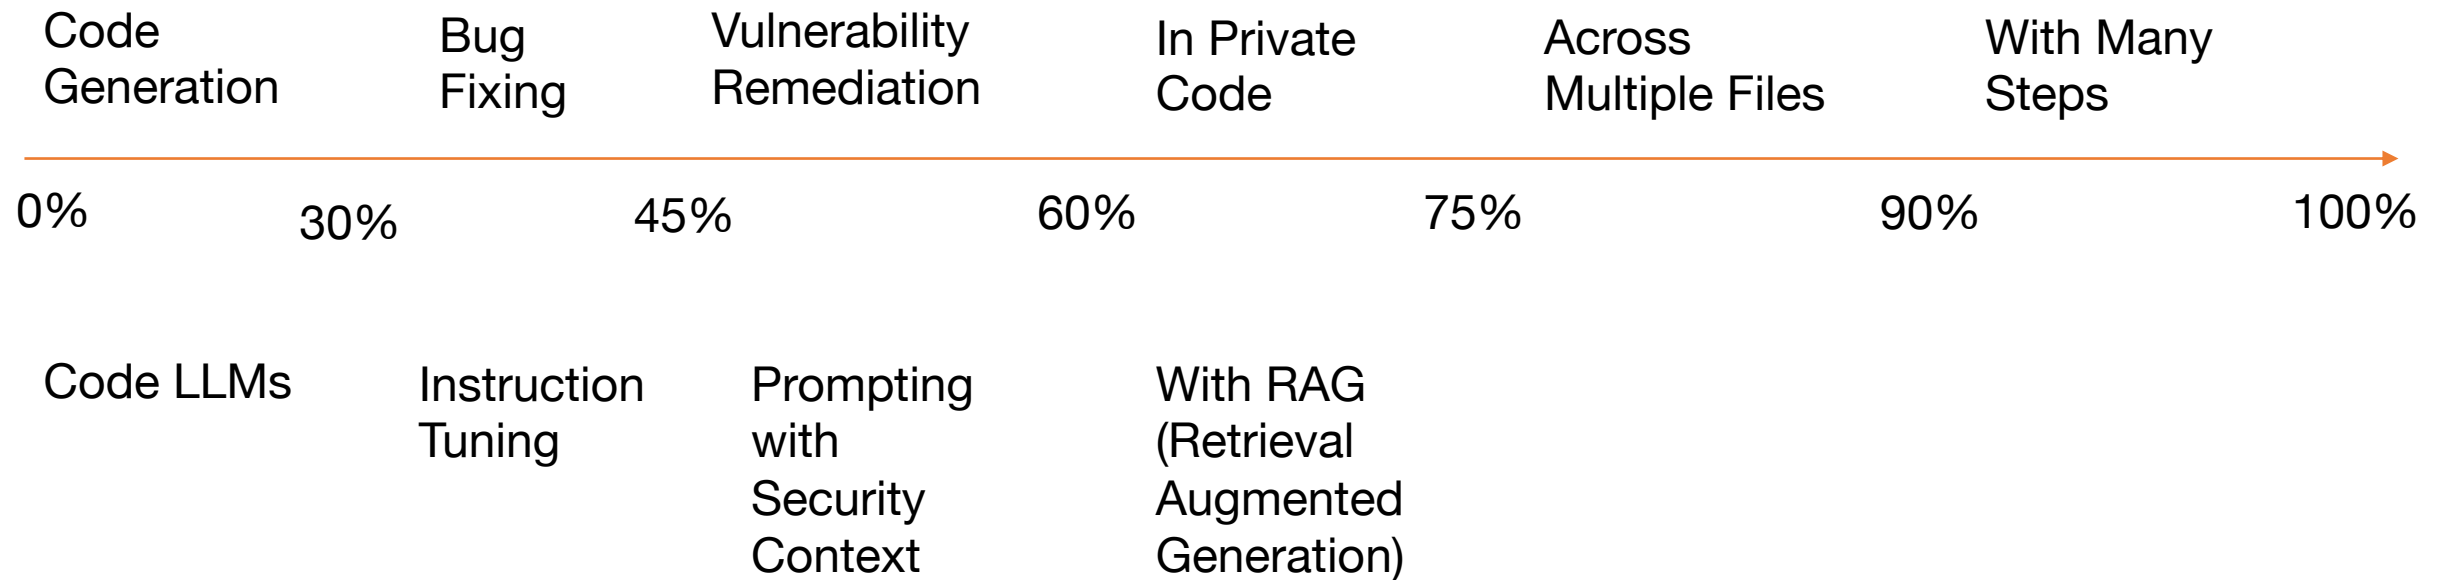 Code
Generation
Bug
Fixing
Vulnerability
Remediation
In Private
Code
Across
Multiple Files
With Many
Steps
0%
30%
45%
60%
75%
90%
100%
Code LLMs
Instruction
Tuning
Prompting
with
Security
Context
With RAG
(Retrieval
Augmented
Generation)